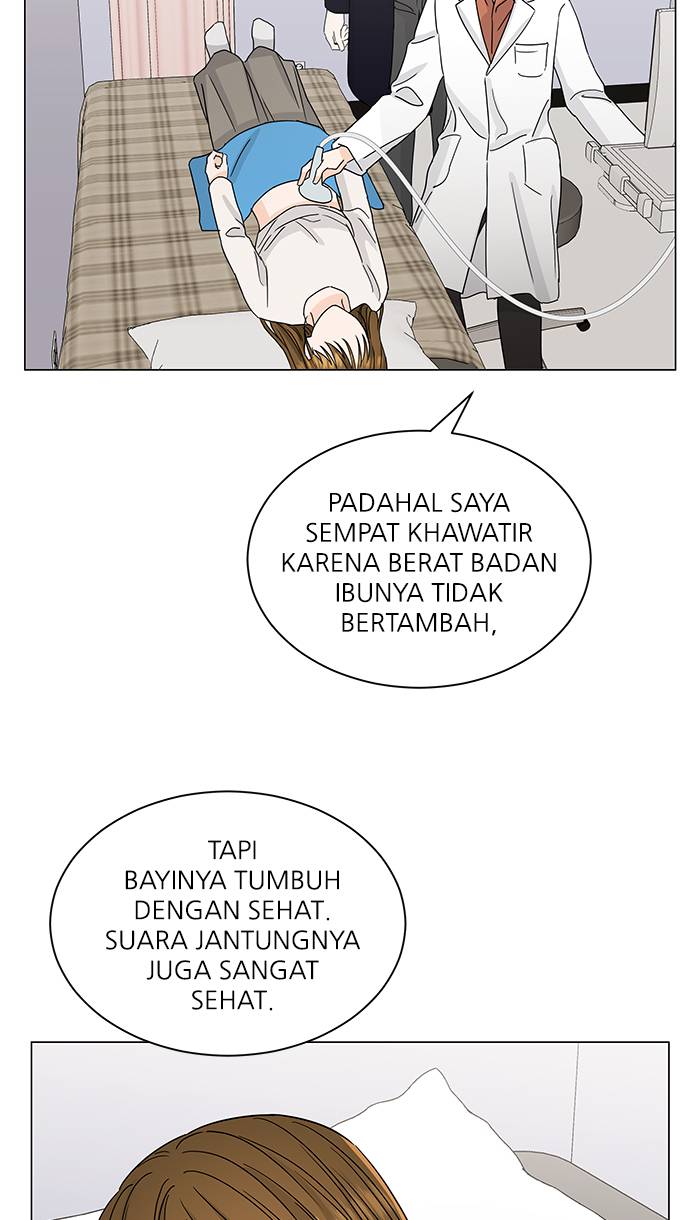 PADAHAL SAYA
SEMPAT KHAWATIR
KARENA BERAT BADAN
IBUNYA TIDAK
BERTAMBAH,
TAPI
BAYINYA TUMBUH
DENGAN SEHAT.
SUARA JANTUNGNYA
JUGA SANGAT
SEHAT.